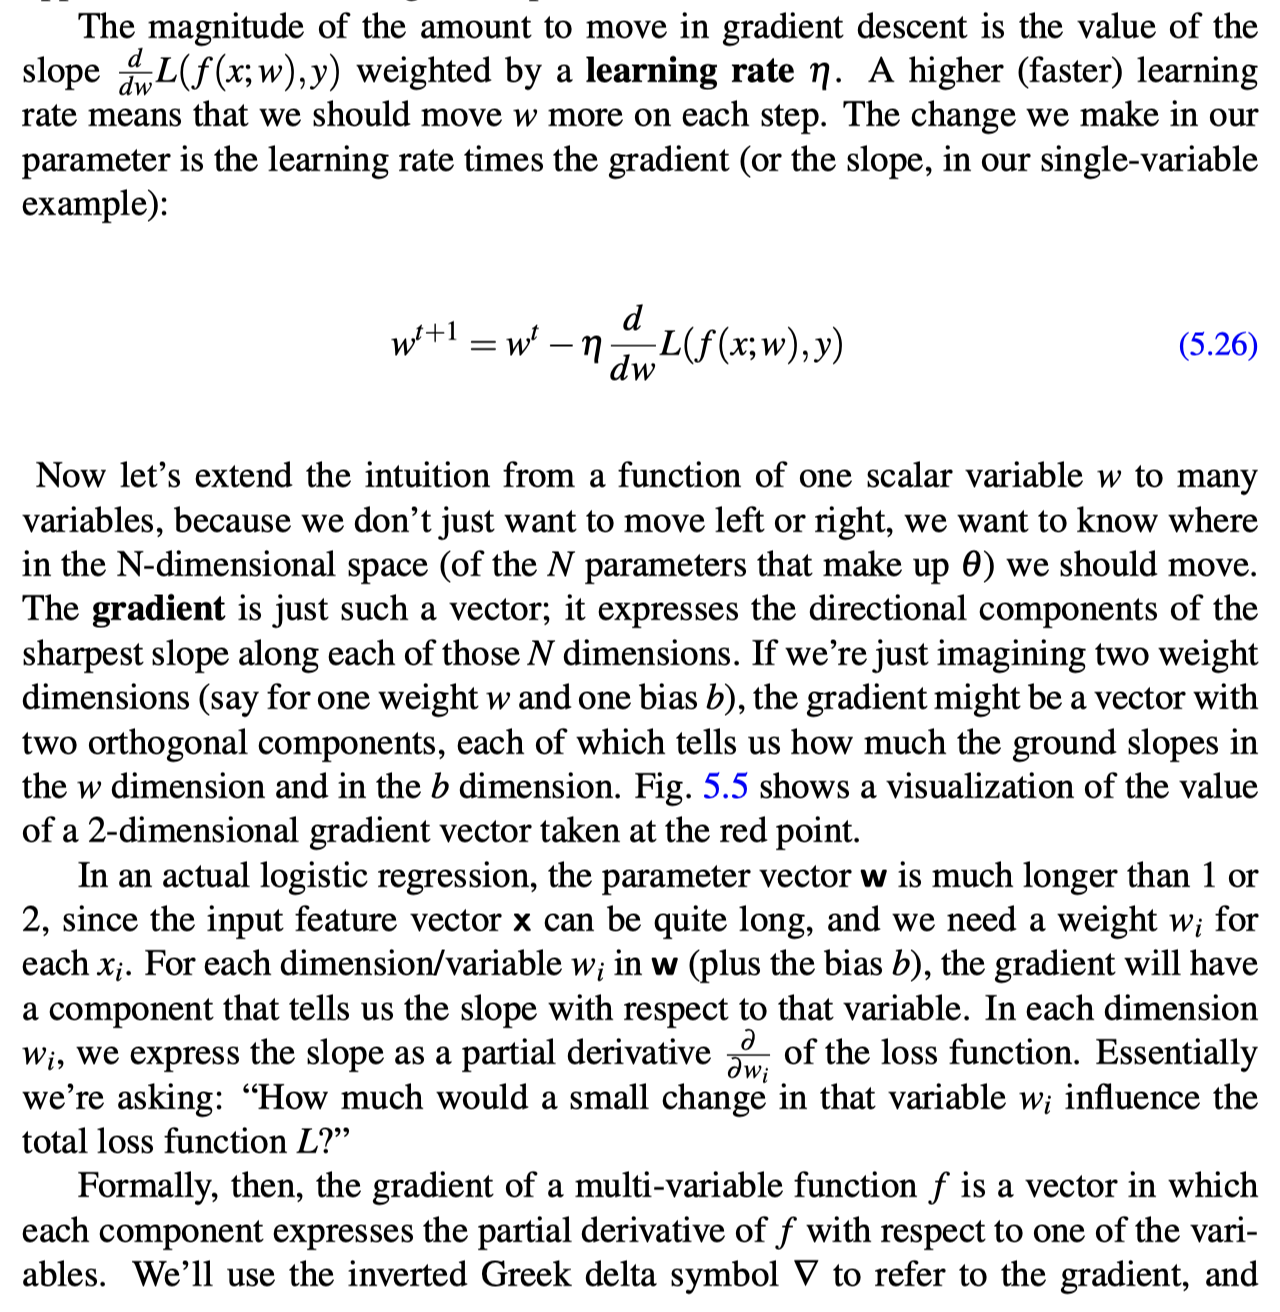 The magnitude of the amount to move in gradient descent is the value of the
slope d/dw L(f(x;w),y) weighted by a learning rate η. A higher (faster) learning
rate means that we should move w more on each step. The change we make in our
parameter is the learning rate times the gradient (or the slope, in our single-variable
example):
w^{t+1} = w^t − η d/dw L(f(x;w),y) (5.26)
Now let’s extend the intuition from a function of one scalar variable w to many
variables, because we don’t just want to move left or right, we want to know where
in the N-dimensional space (of the N parameters that make up θ) we should move.
The gradient is just such a vector; it expresses the directional components of the
sharpest slope along each of those N dimensions. If we’re just imagining two weight
dimensions (say for one weight w and one bias b), the gradient might be a vector with
two orthogonal components, each of which tells us how much the ground slopes in
the w dimension and in the b dimension. Fig. 5.5 shows a visualization of the value
of a 2-dimensional gradient vector taken at the red point.
In an actual logistic regression, the parameter vector w is much longer than 1 or
2, since the input feature vector x can be quite long, and we need a weight w_i for
each x_i. For each dimension/variable w_i in w (plus the bias b), the gradient will have
a component that tells us the slope with respect to that variable. In each dimension
w_i, we express the slope as a partial derivative ∂/∂w_i of the loss function. Essentially
we’re asking: “How much would a small change in that variable w_i influence the
total loss function L?”
Formally, then, the gradient of a multi-variable function f is a vector in which
each component expresses the partial derivative of f with respect to one of the vari-
ables. We’ll use the inverted Greek delta symbol ∇ to refer to the gradient, and